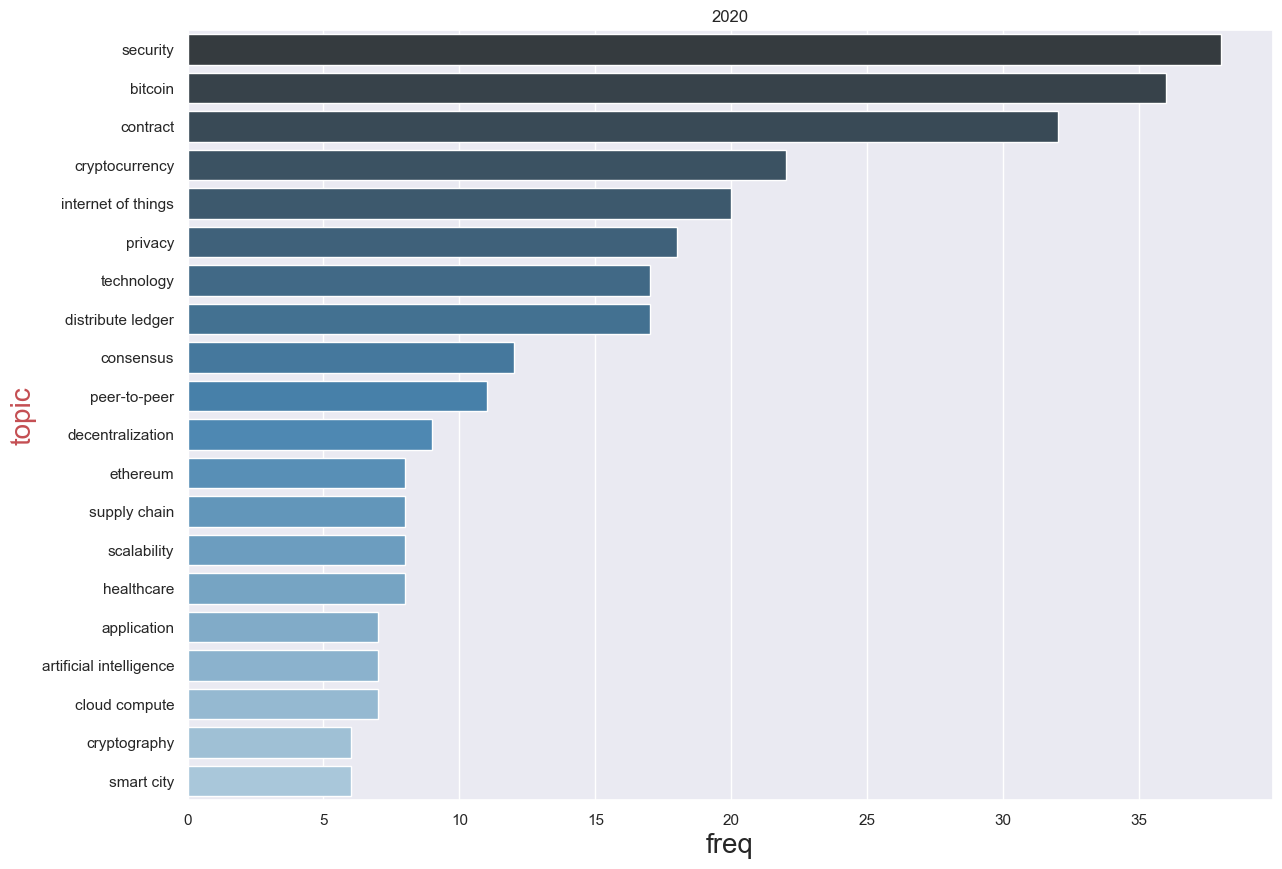 2020
security
bitcoin
contract
cryptocurrency
internet of things
privacy
technology
distribute ledger
consensus
peer-to-peer
decentralization
ethereum
supply chain
scalability
healthcare
application
artificial intelligence
cloud compute
cryptography
smart city
topic
0 5 10 15 20 25 30 35
freq